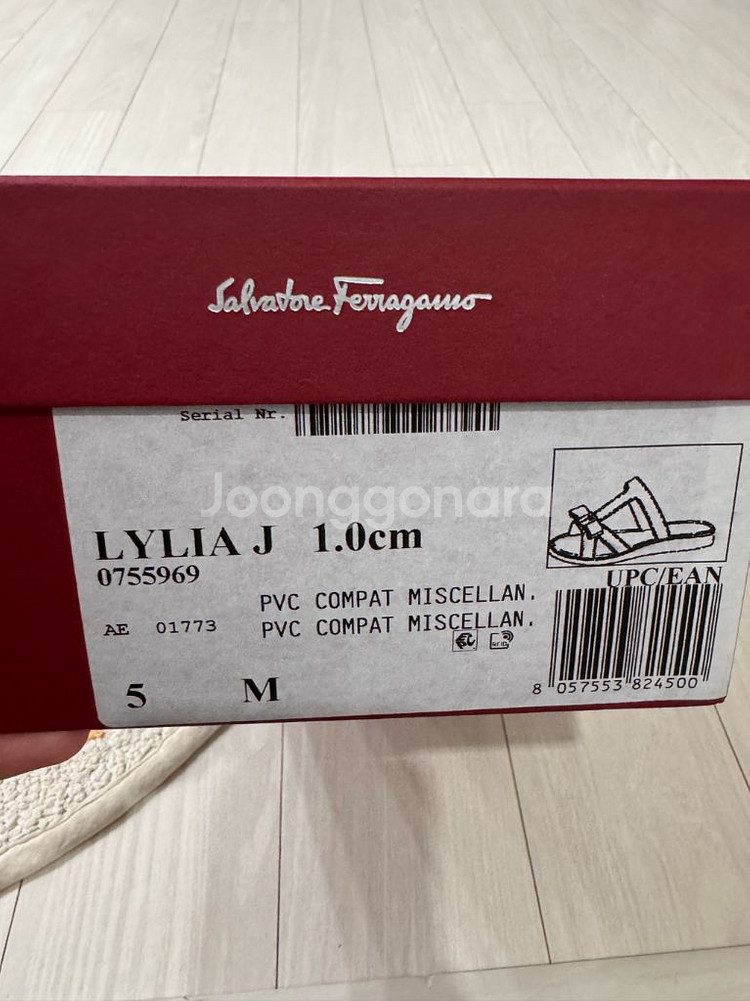 Salvatore Ferragamo
Serial Nr.
Joonggonara
LYLIA J 1.0cm
0755969
UPC/EAN
PVC COMPAT MISCELLAN.
AE 01773 PVC COMPAT MISCELLAN.
RFID
5 M
8 057553 824500